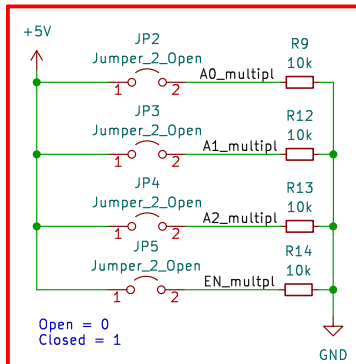 +5V
JP2
Jumper_2_Open
1 2
A0_multipl
R9
10k
JP3
Jumper_2_Open
1 2
A1_multipl
R12
10k
JP4
Jumper_2_Open
1 2
A2_multipl
R13
10k
JP5
Jumper_2_Open
1 2
EN_multpl
R14
10k
Open = 0
Closed = 1
GND